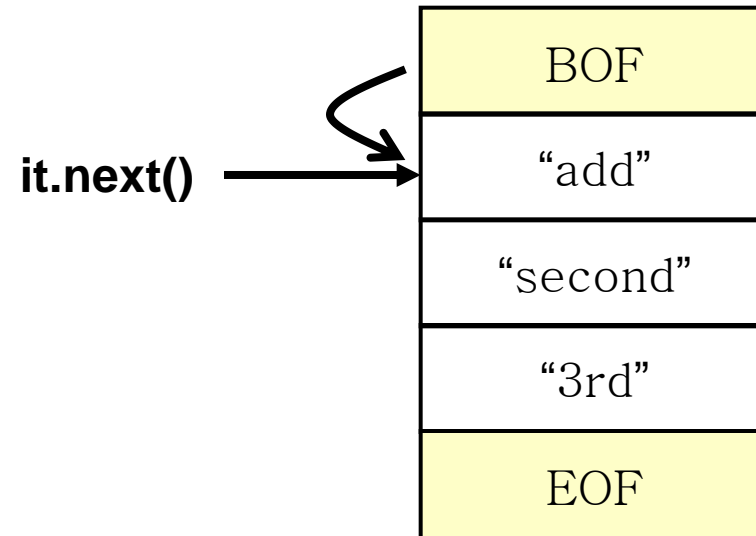 BOF
it.next()
“add”
“second”
“3rd”
EOF